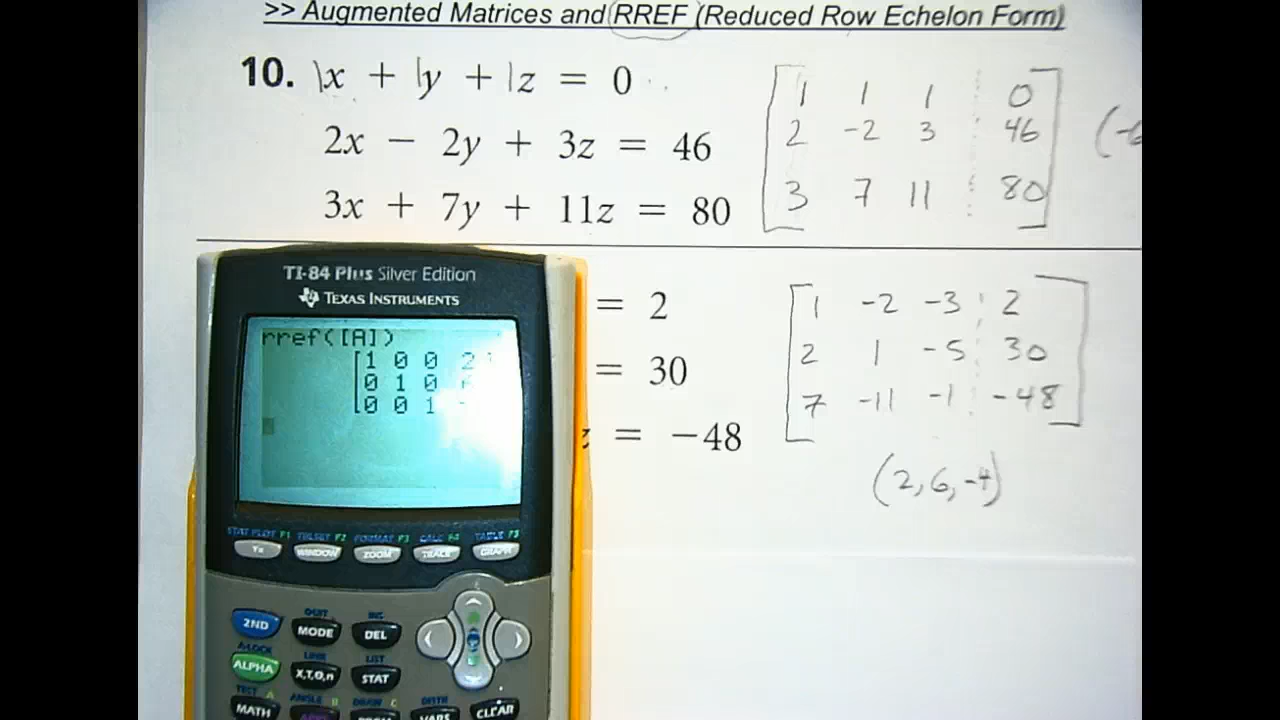 >> Augmented Matrices and RREF (Reduced Row Echelon Form)
10. 1x + 1y + 1z = 0
2x − 2y + 3z = 46
3x + 7y + 11z = 80
1 1 1 0
2 -2 3 46
3 7 11 80
(-6
= 2
= 30
z = −48
1 -2 -3 2
2 1 -5 30
7 -11 -1 -48
(2, 6, -4)
TI-84 Plus Silver Edition
TEXAS INSTRUMENTS
rref([A])
[1 0 0 2
[0 1 0
[0 0 1
STAT PLOT F1 TBLSET F2 FORMAT F3 CALC F4 TABLE F5
Y= WINDOW ZOOM TRACE GRAPH
QUIT INS
2ND MODE DEL
A-LOCK LINK LIST
ALPHA X,T,θ,n STAT
TEST A ANGLE B DRAW C DISTR
MATH APPS PRGM VARS CLEAR